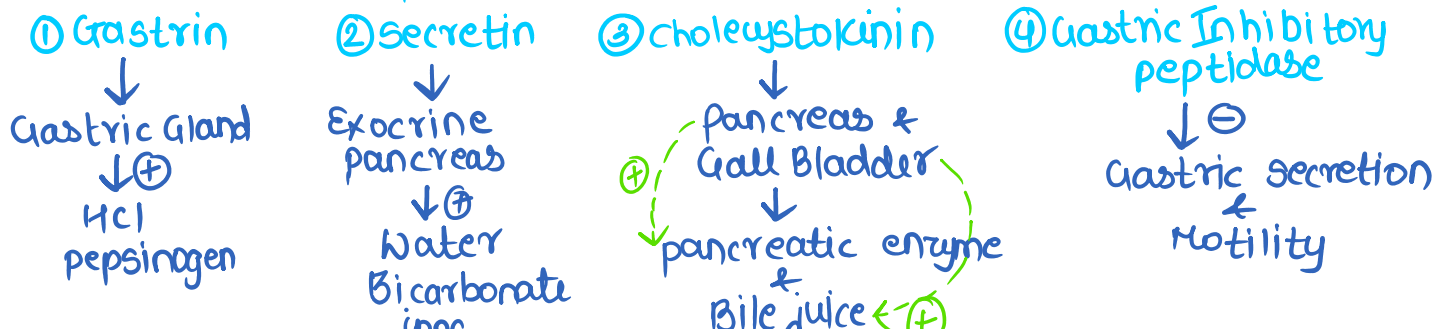 ① Gastrin
Gastric Gland
+
HCl
pepsinogen
② Secretin
Exocrine
pancreas
+
Water
Bicarbonate
③ Cholecystokinin
Pancreas &
Gall Bladder
+
pancreatic enzyme
&
Bile juice
+
④ Gastric Inhibitory
peptidase
−
Gastric secretion
&
Motility